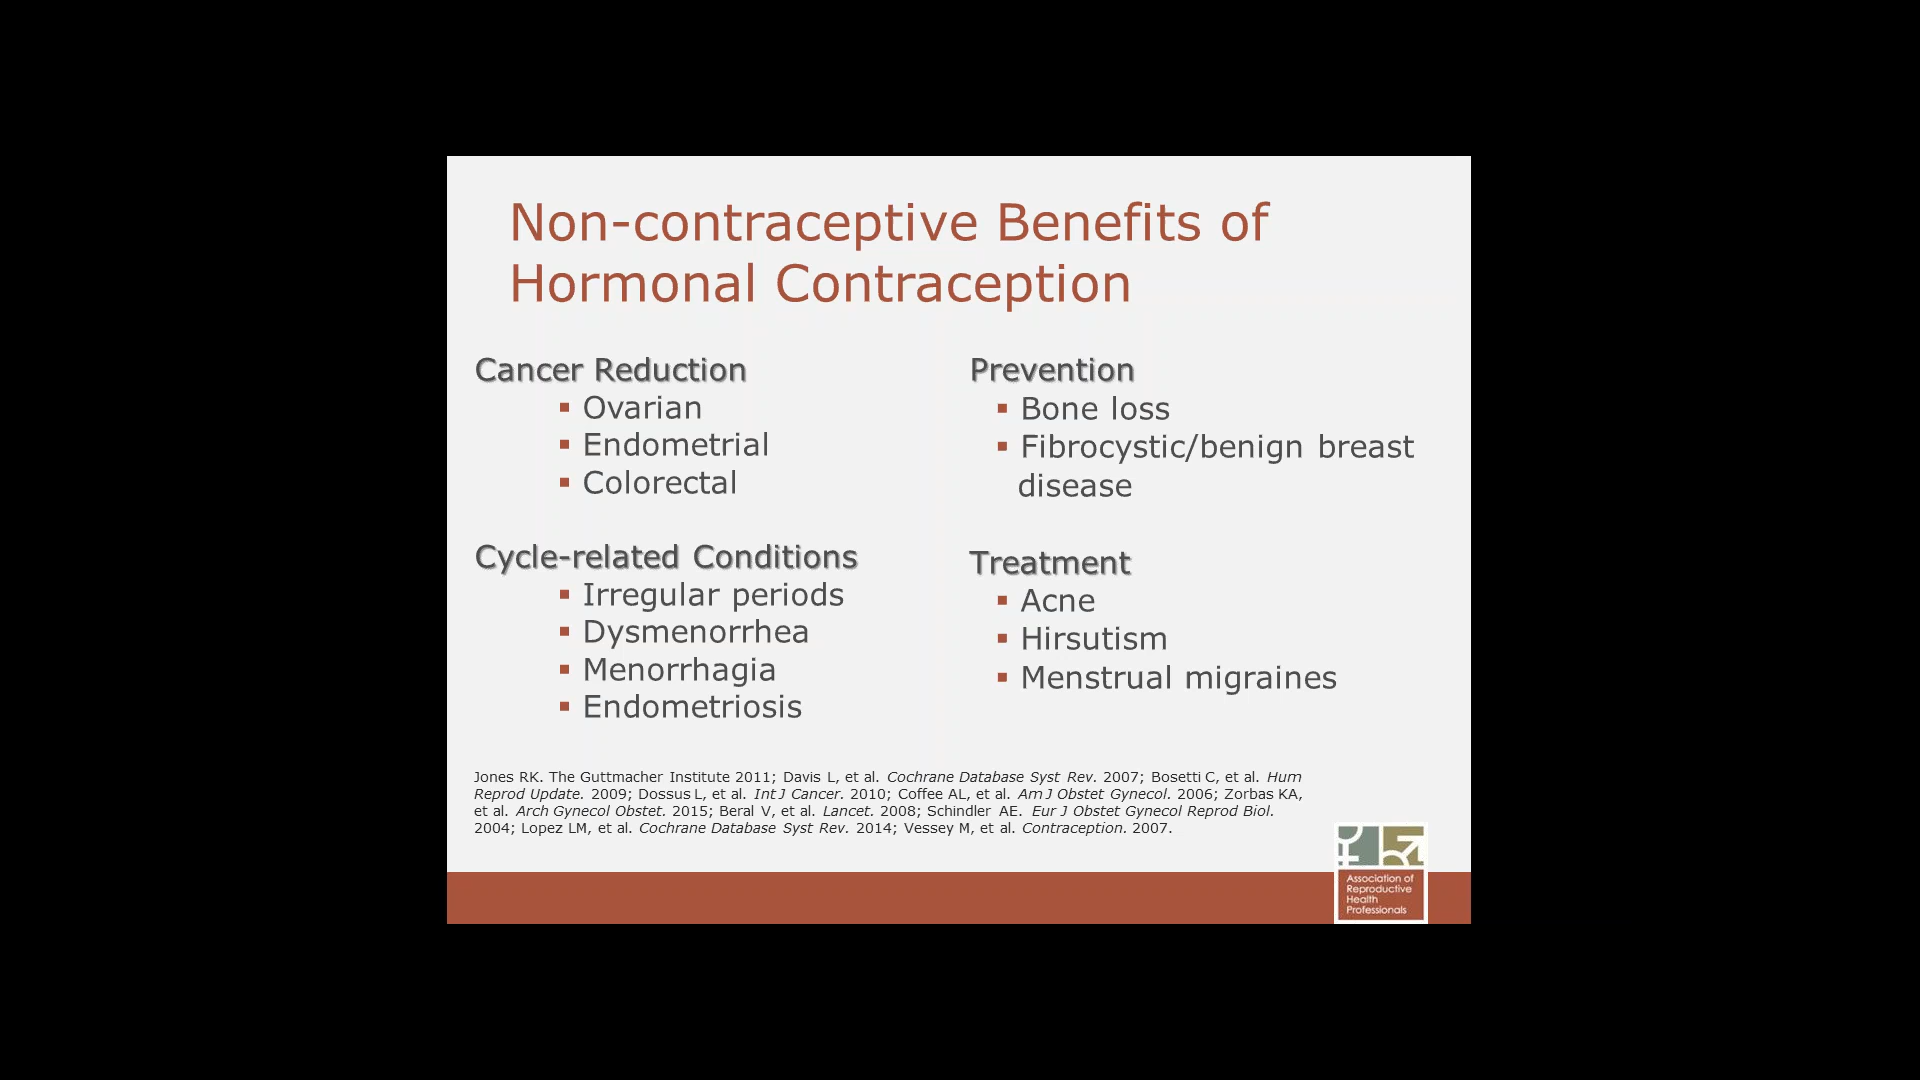 Non-contraceptive Benefits of
Hormonal Contraception
Cancer Reduction
▪ Ovarian
▪ Endometrial
▪ Colorectal
Cycle-related Conditions
▪ Irregular periods
▪ Dysmenorrhea
▪ Menorrhagia
▪ Endometriosis
Prevention
▪ Bone loss
▪ Fibrocystic/benign breast
disease
Treatment
▪ Acne
▪ Hirsutism
▪ Menstrual migraines
Jones RK. The Guttmacher Institute 2011; Davis L, et al. Cochrane Database Syst Rev. 2007; Bosetti C, et al. Hum
Reprod Update. 2009; Dossus L, et al. Int J Cancer. 2010; Coffee AL, et al. Am J Obstet Gynecol. 2006; Zorbas KA,
et al. Arch Gynecol Obstet. 2015; Beral V, et al. Lancet. 2008; Schindler AE. Eur J Obstet Gynecol Reprod Biol.
2004; Lopez LM, et al. Cochrane Database Syst Rev. 2014; Vessey M, et al. Contraception. 2007.
Association of
Reproductive
Health
Professionals